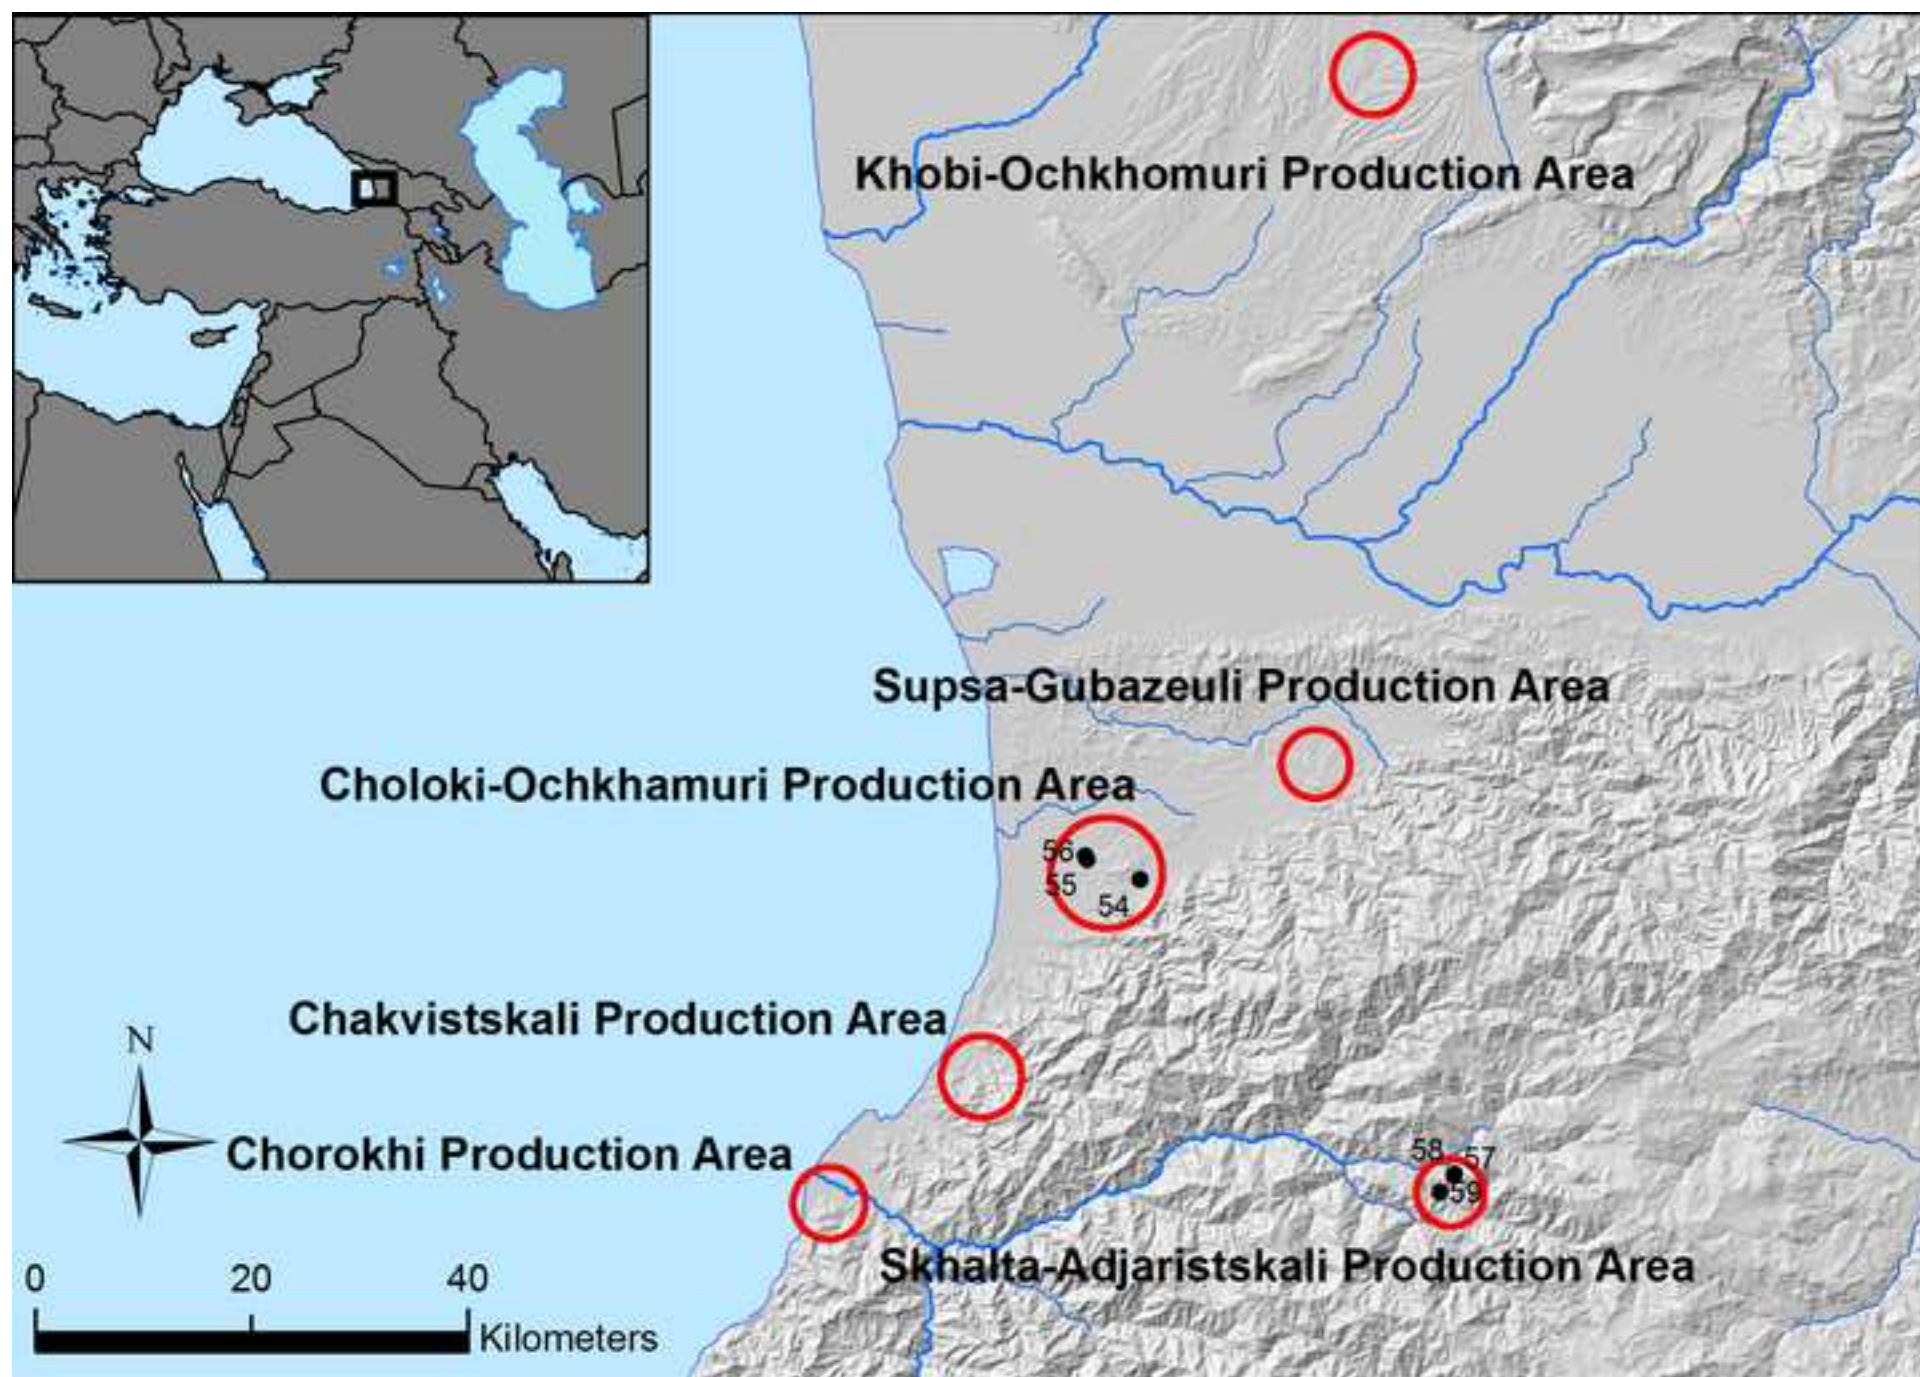 Khobi-Ochkhomuri Production Area
Supsa-Gubazeuli Production Area
Choloki-Ochkhamuri Production Area
56
55
54
Chakvistskali Production Area
N
Chorokhi Production Area
58 57
59
Skhalta-Adjaristskali Production Area
0 20 40
Kilometers